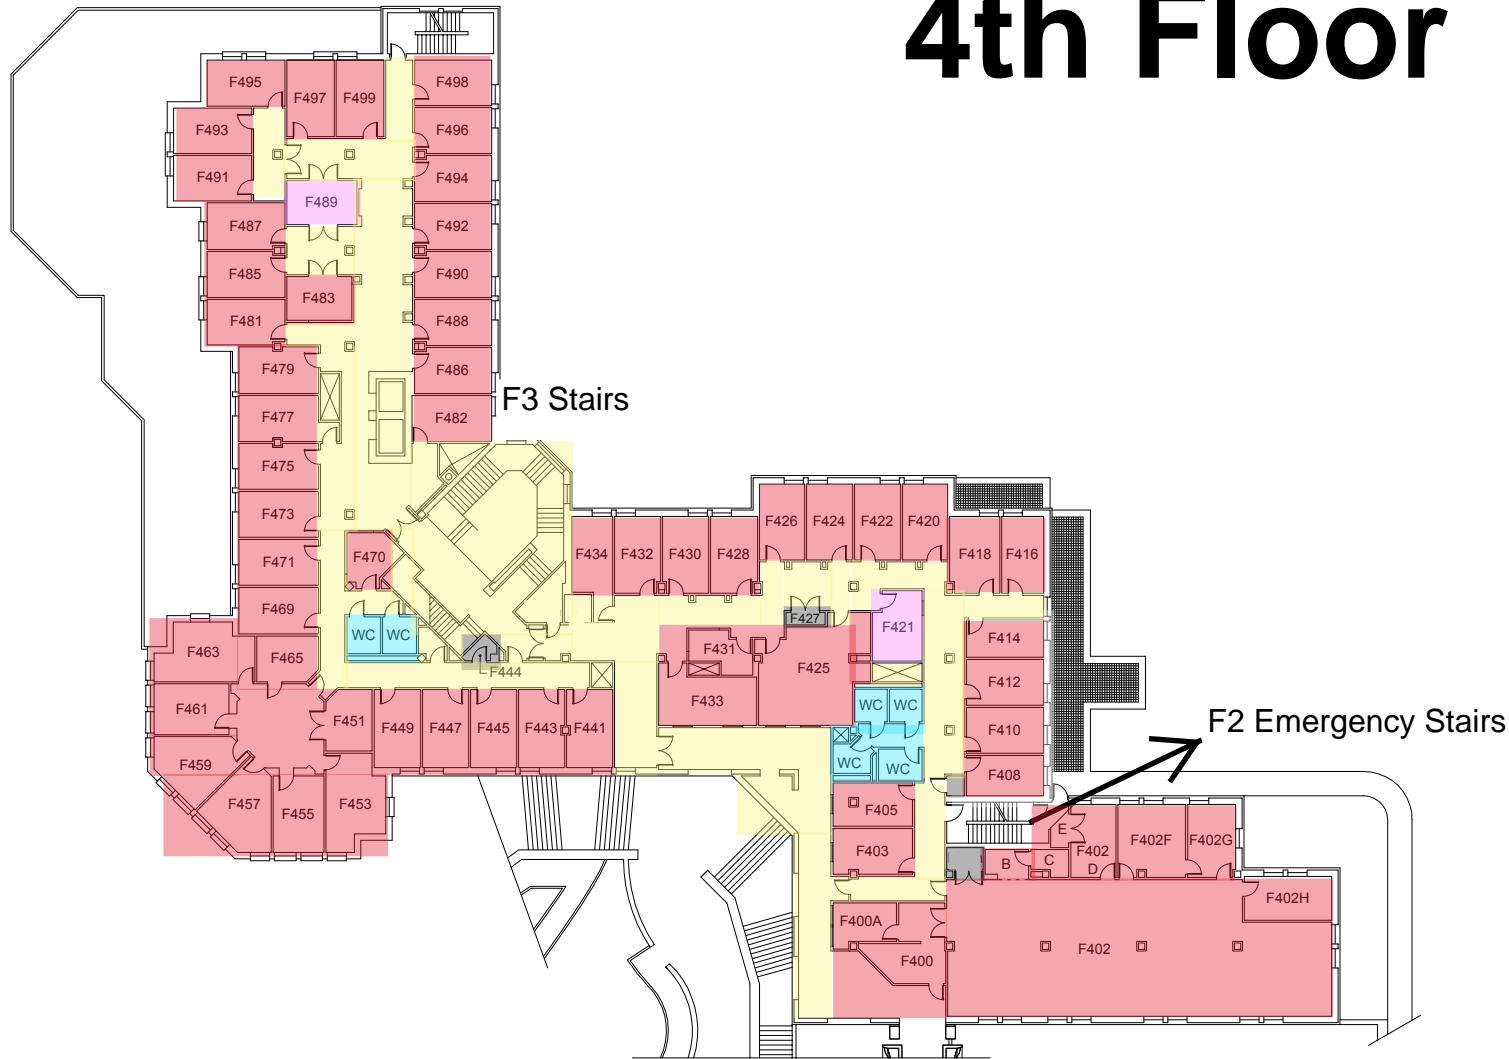 4th Floor
F495
F497
F499
F498
F493
F496
F491
F494
F489
F487
F492
F485
F490
F483
F481
F488
F479
F486
F3 Stairs
F477
F482
F475
F473
F426
F424
F422
F420
F434
F432
F430
F428
F418
F416
F470
F471
F469
WC
WC
F427
F421
F414
F463
F465
F444
F431
F425
F412
F461
F451
F449
F447
F445
F443
F441
F433
WC
WC
F410
F2 Emergency Stairs
F459
WC
WC
F408
F457
F455
F453
F405
E
F402
D
F402F
F402G
F403
B
C
F402H
F400A
F400
F402